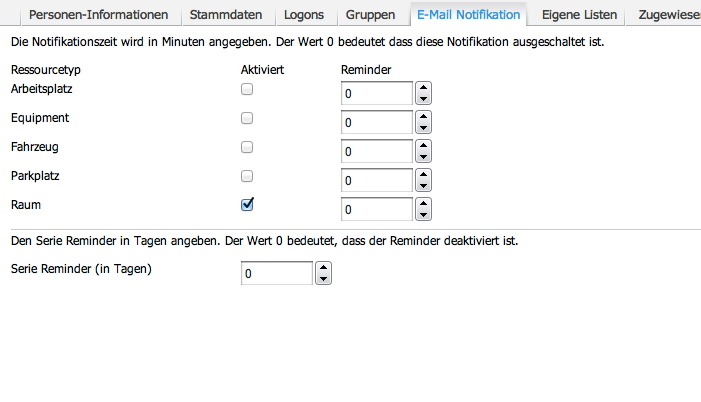 Personen-Informationen Stammdaten Logons Gruppen E-Mail Notifikation Eigene Listen
Die Notifikationszeit wird in Minuten angegeben. Der Wert 0 bedeutet dass diese Notifikation ausgeschaltet ist.
Ressourcetyp Aktiviert Reminder
Arbeitsplatz 0
Equipment 0
Fahrzeug 0
Parkplatz 0
Raum 0
Den Serie Reminder in Tagen angeben. Der Wert 0 bedeutet, dass der Reminder deaktiviert ist.
Serie Reminder (in Tagen) 0